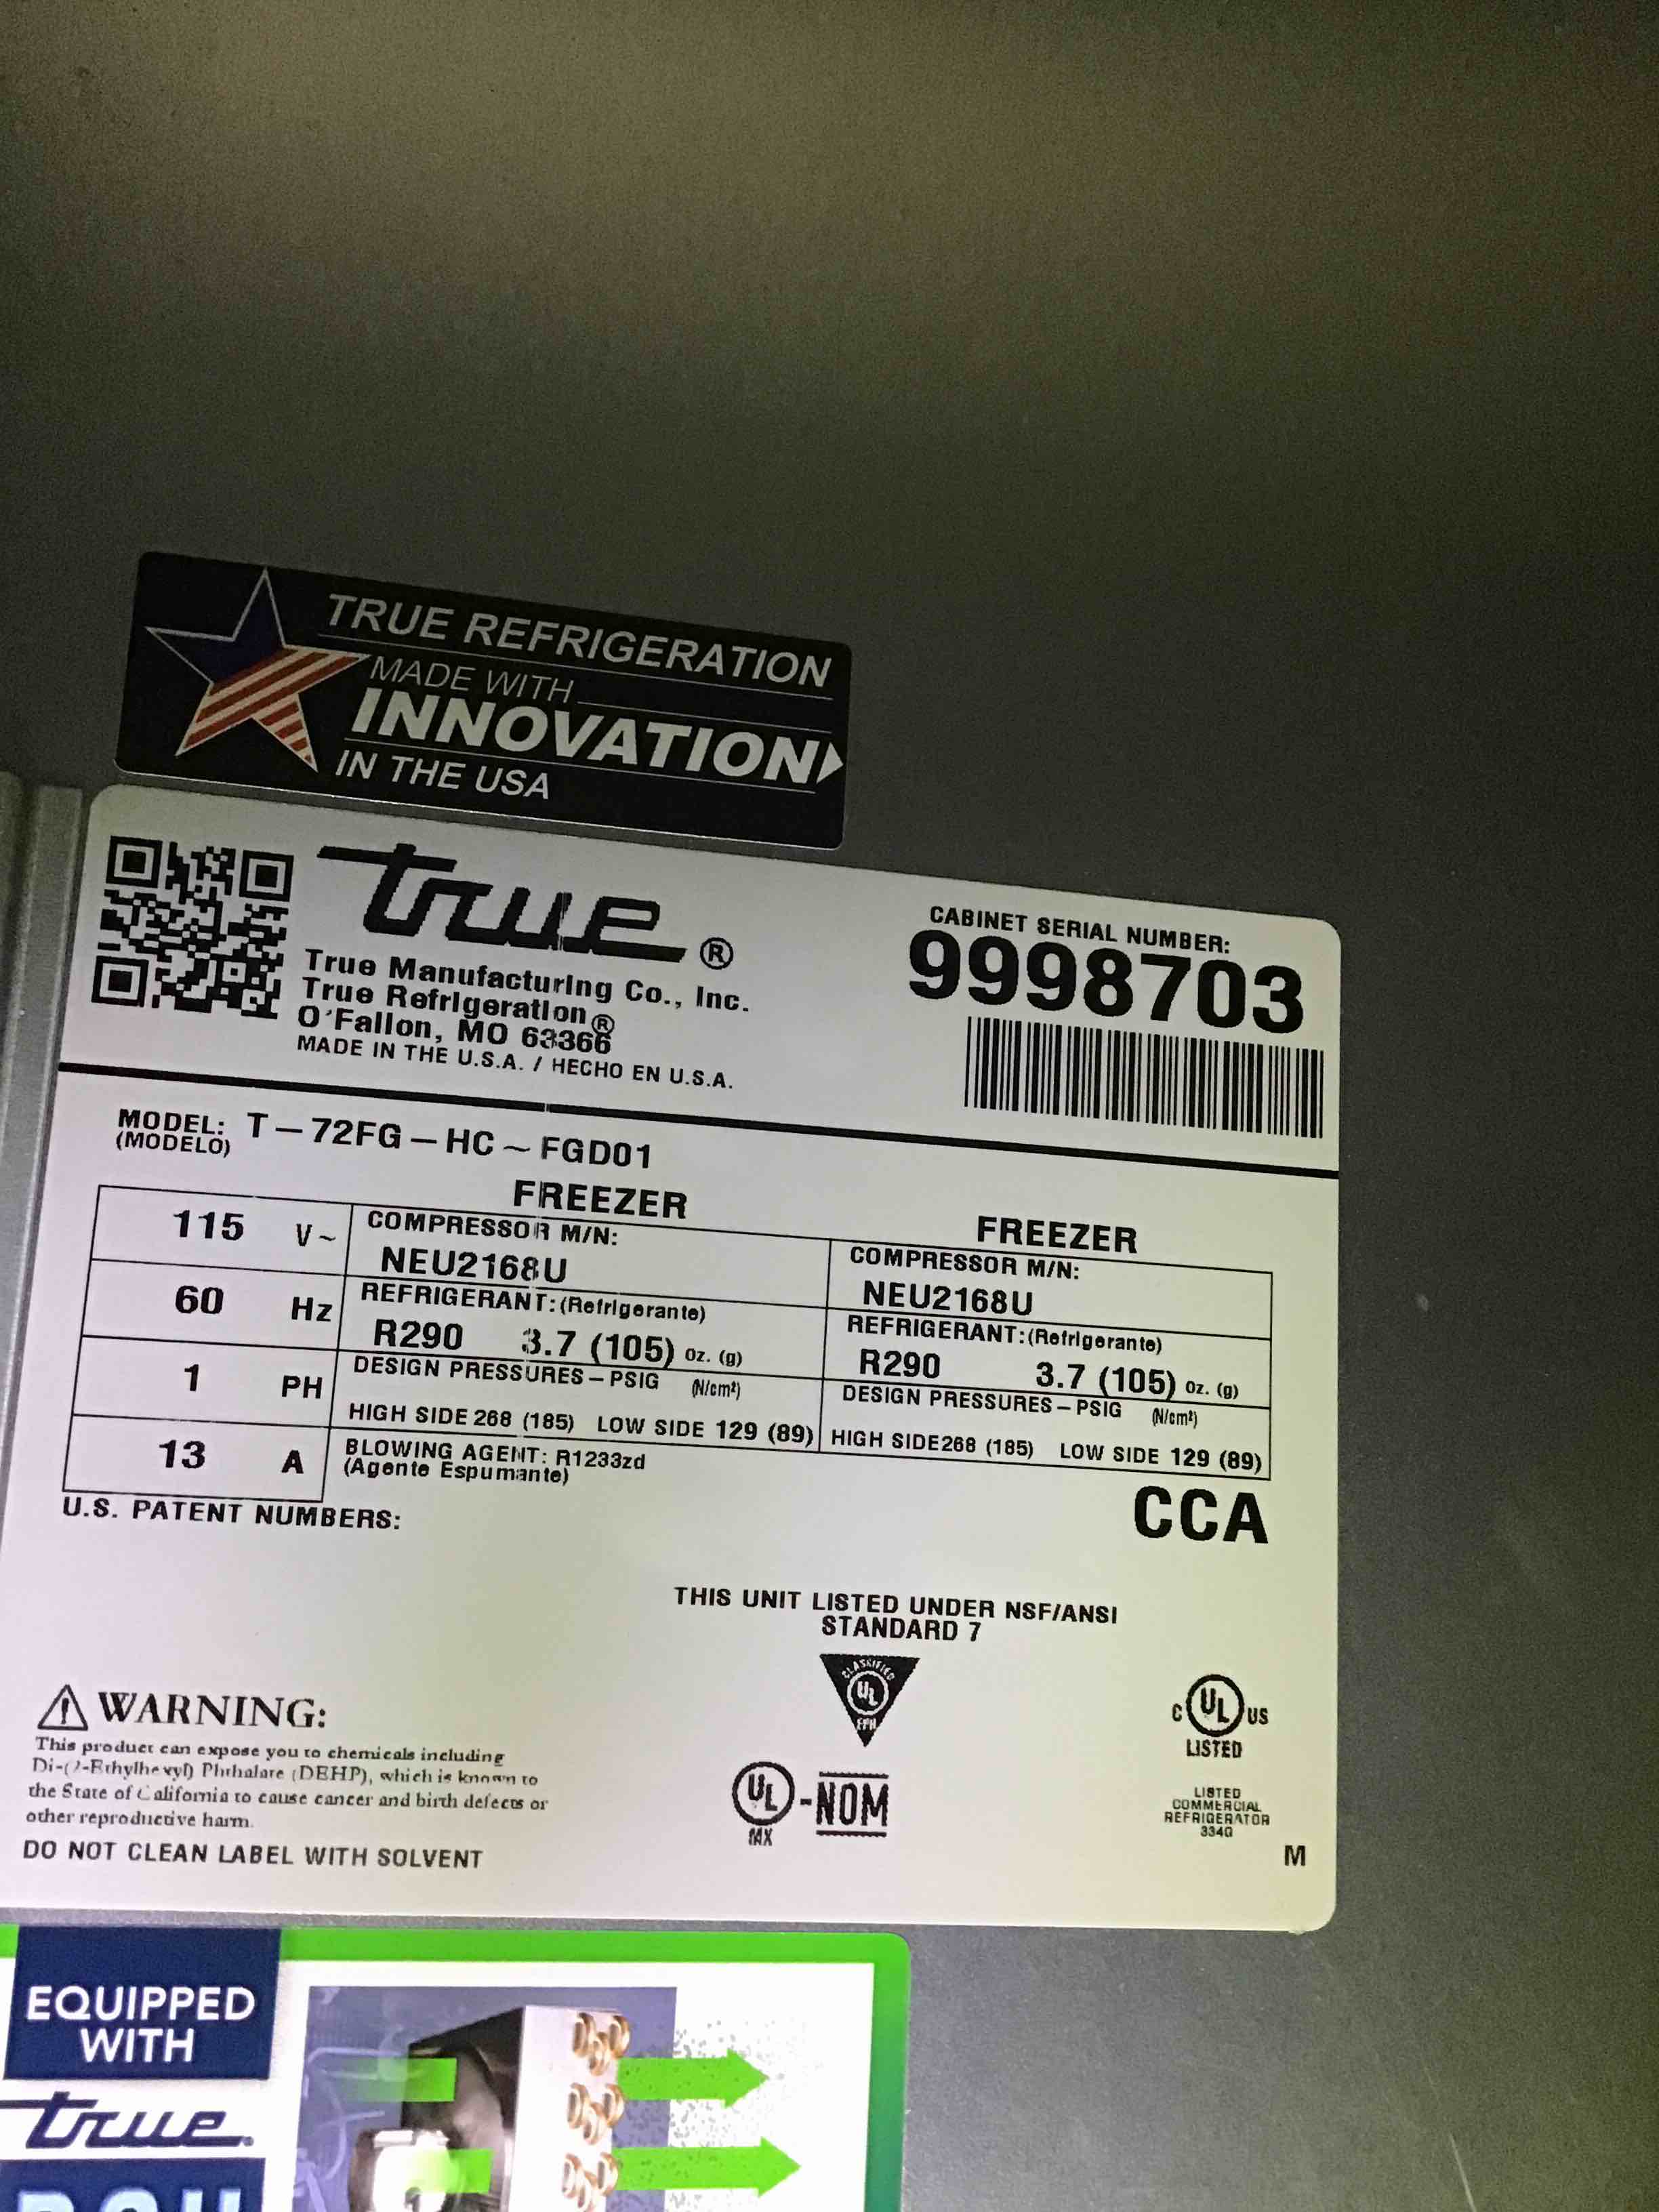 TRUE REFRIGERATION
MADE WITH
INNOVATION
IN THE USA
true®
True Manufacturing Co., Inc.
True Refrigeration®
O'Fallon, MO 63366
MADE IN THE U.S.A. / HECHO EN U.S.A.
CABINET SERIAL NUMBER:
9998703
MODEL: T-72FG-HC~FGD01
(MODELO)
FREEZER
FREEZER
115 V~
60 Hz
1 PH
13 A
COMPRESSOR M/N:
NEU2168U
REFRIGERANT:(Refrigerante)
R290 3.7 (105) oz. (g)
DESIGN PRESSURES-PSIG (N/cm²)
HIGH SIDE 268 (185) LOW SIDE 129 (89)
BLOWING AGENT: R1233zd
(Agente Espumante)
COMPRESSOR M/N:
NEU2168U
REFRIGERANT:(Refrigerante)
R290 3.7 (105) oz. (g)
DESIGN PRESSURES-PSIG (N/cm²)
HIGH SIDE268 (185) LOW SIDE 129 (89)
CCA
U.S. PATENT NUMBERS:
THIS UNIT LISTED UNDER NSF/ANSI
STANDARD 7
CLASSIFIED
UL
EPH
C UL US
LISTED
UL-NOM
MX
LISTED
COMMERCIAL
REFRIGERATOR
M
WARNING:
This product can expose you to chemicals including
Di-(2-Ethylhexyl) Phthalate (DEHP), which is known to
the State of California to cause cancer and birth defects or
other reproductive harm.
DO NOT CLEAN LABEL WITH SOLVENT
EQUIPPED
WITH
true.